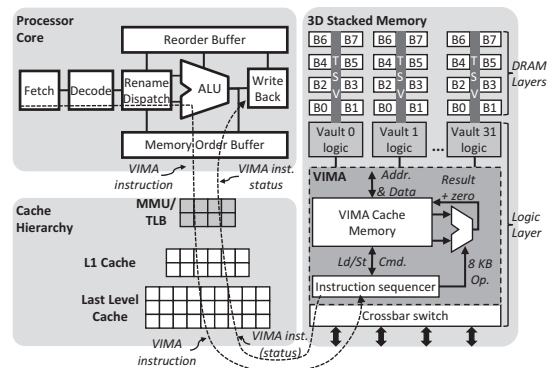 Processor
Core
Reorder Buffer
Fetch
Decode
Rename
Dispatch
ALU
Write
Back
Memory Order Buffer
VIMA
instruction
VIMA inst.
status
Cache
Hierarchy
MMU/
TLB
L1 Cache
Last Level
Cache
VIMA
instruction
VIMA inst.
(status)
3D Stacked Memory
B6 B7 B6 B7 B6 B7
B4 T B5 B4 T B5 B4 T B5
S S S
B2 B3 B2 B3 B2 B3
V V V
B0 B1 B0 B1 B0 B1
DRAM
Layers
Vault 0
logic
Vault 1
logic
...
Vault 31
logic
VIMA
Addr.
& Data
Result
+ zero
VIMA Cache
Memory
Logic
Layer
Ld/St Cmd.
8 KB
Op.
Instruction sequencer
Crossbar switch